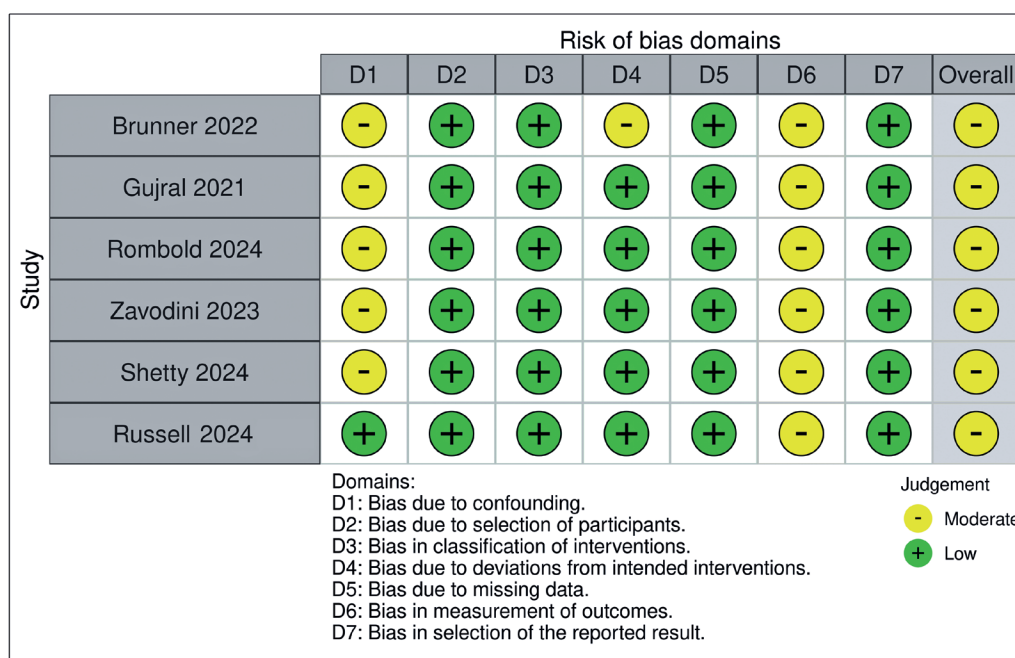 Risk of bias domains
D1 D2 D3 D4 D5 D6 D7 Overall
Study
Brunner 2022 - + + - + - + -
Gujral 2021 - + + + + - + -
Rombold 2024 - + + + + - + -
Zavodini 2023 - + + + + - + -
Shetty 2024 - + + + + - + -
Russell 2024 + + + + + - + -
Domains:
D1: Bias due to confounding.
D2: Bias due to selection of participants.
D3: Bias in classification of interventions.
D4: Bias due to deviations from intended interventions.
D5: Bias due to missing data.
D6: Bias in measurement of outcomes.
D7: Bias in selection of the reported result.
Judgement
- Moderate
+ Low